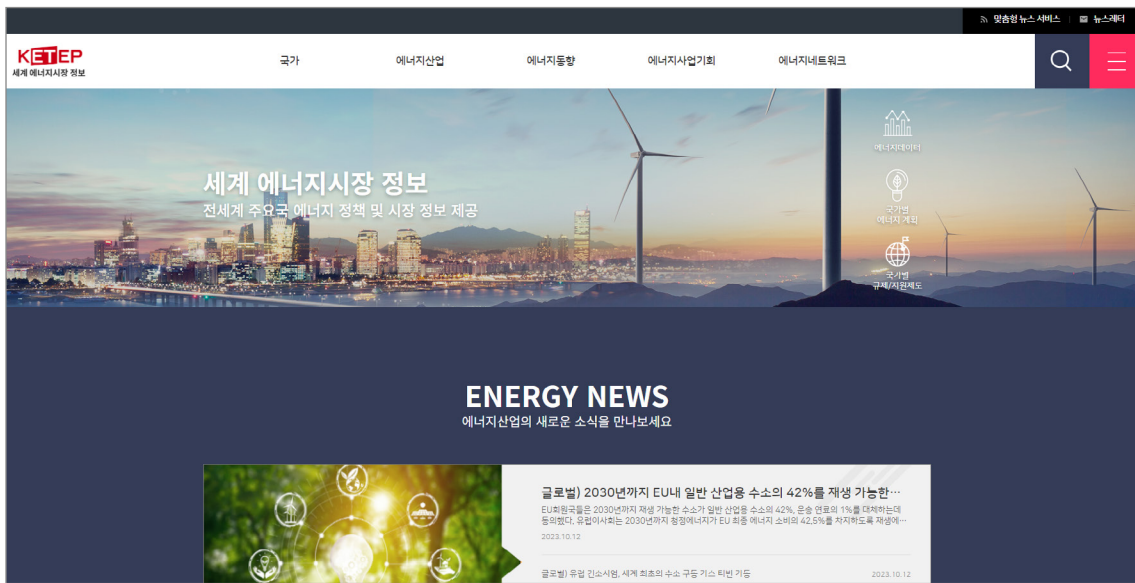 맞춤형 뉴스 서비스 뉴스레터
KETEP
세계 에너지시장 정보
국가 에너지산업 에너지동향 에너지사업기회 에너지네트워크
세계 에너지시장 정보
전세계 주요국 에너지 정책 및 시장 정보 제공
에너지데이터
국가별
에너지 계획
국가별
규제/지원제도
ENERGY NEWS
에너지산업의 새로운 소식을 만나보세요
글로벌) 2030년까지 EU내 일반 산업용 수소의 42%를 재생 가능한…
EU회원국들은 2030년까지 재생 가능한 수소가 일반 산업용 수소의 42%, 운송 연료의 1%를 대체하는데
동의했다. 유럽이사회는 2030년까지 청정에너지가 EU 최종 에너지 소비의 42.5%를 차지하도록 재생에…
2023.10.12
글로벌) 유럽 컨소시엄, 세계 최초의 수소 구동 가스 터빈 가동 2023.10.12